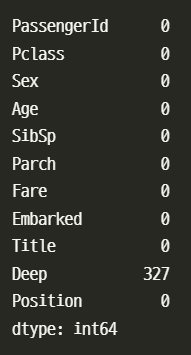 PassengerId 0
Pclass 0
Sex 0
Age 0
SibSp 0
Parch 0
Fare 0
Embarked 0
Title 0
Deep 327
Position 0
dtype: int64